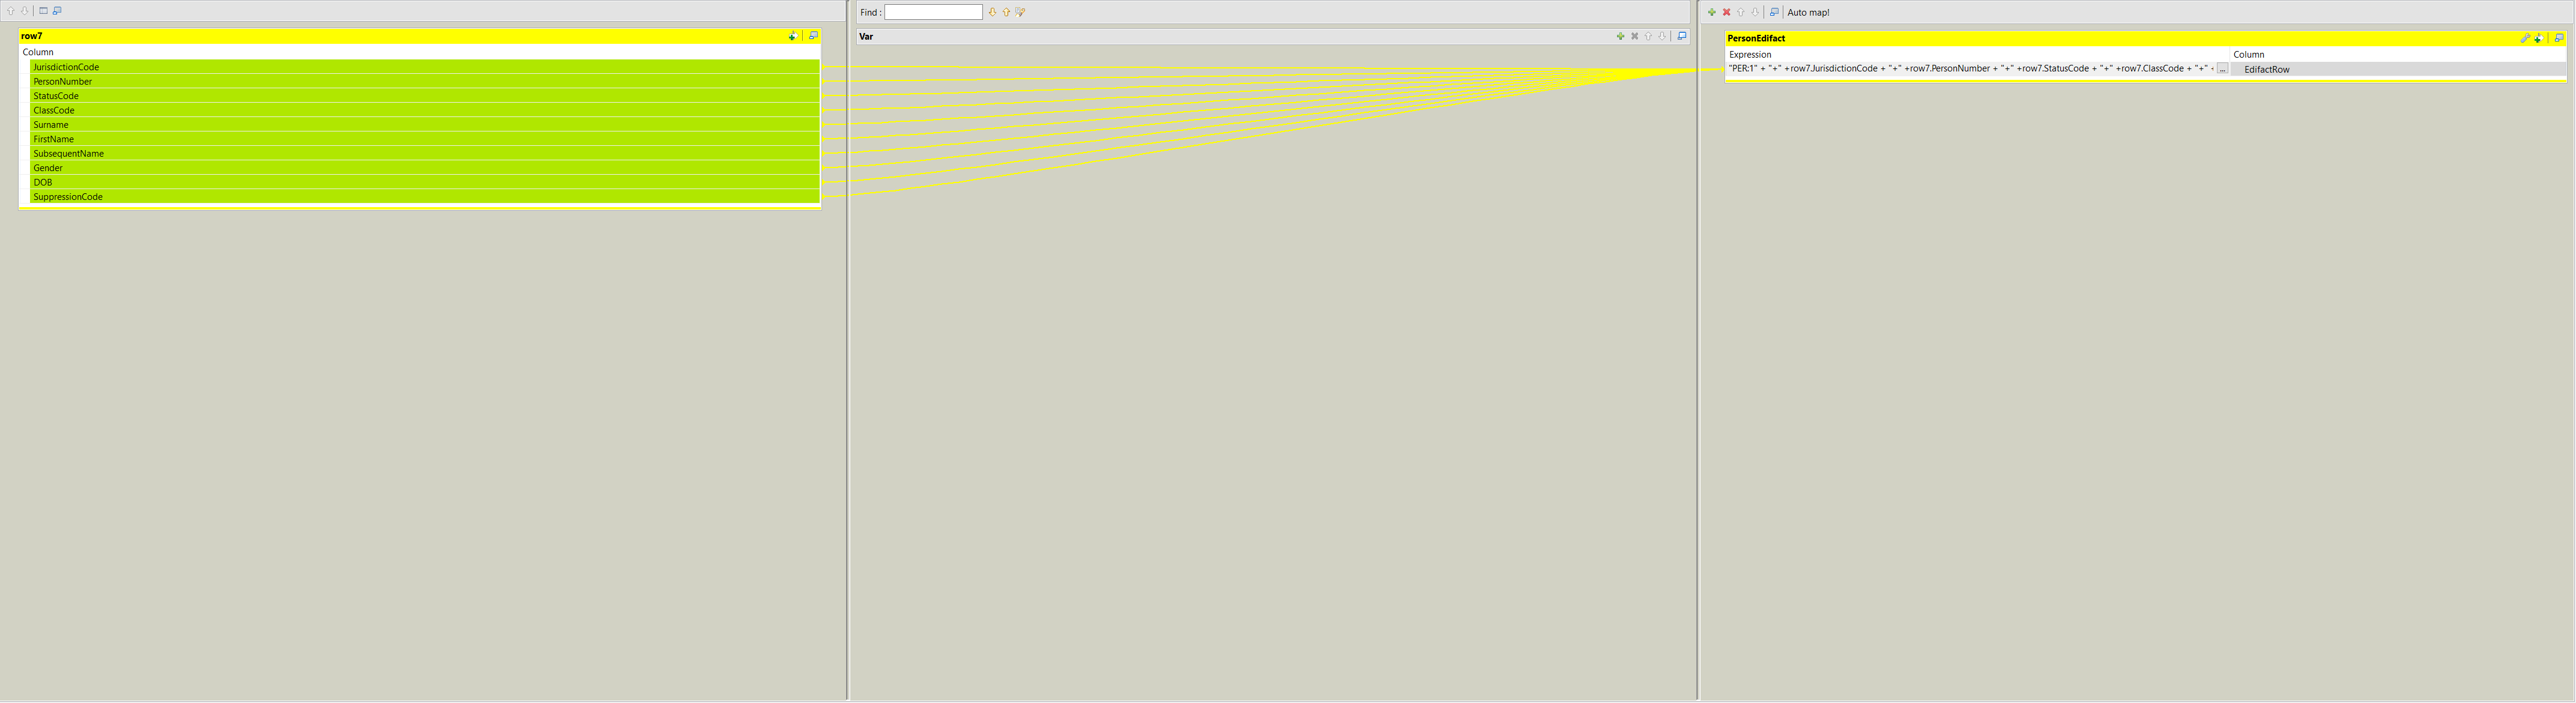 row7
Column
JurisdictionCode
PersonNumber
StatusCode
ClassCode
Surname
FirstName
SubsequentName
Gender
DOB
SuppressionCode
Find :
Var
Auto map!
PersonEdifact
Expression Column
"PER:1" + "+" +row7.JurisdictionCode + "+" +row7.PersonNumber + "+" +row7.StatusCode + "+" +row7.ClassCode + "+" + ... EdifactRow